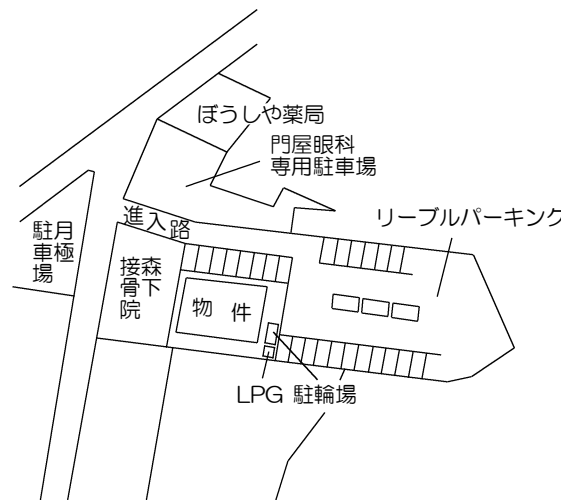 ぼうしや薬局
門屋眼科
専用駐車場
リーブルパーキング
進入路
月極
駐車場
森下
接骨院
物件
LPG 駐輪場